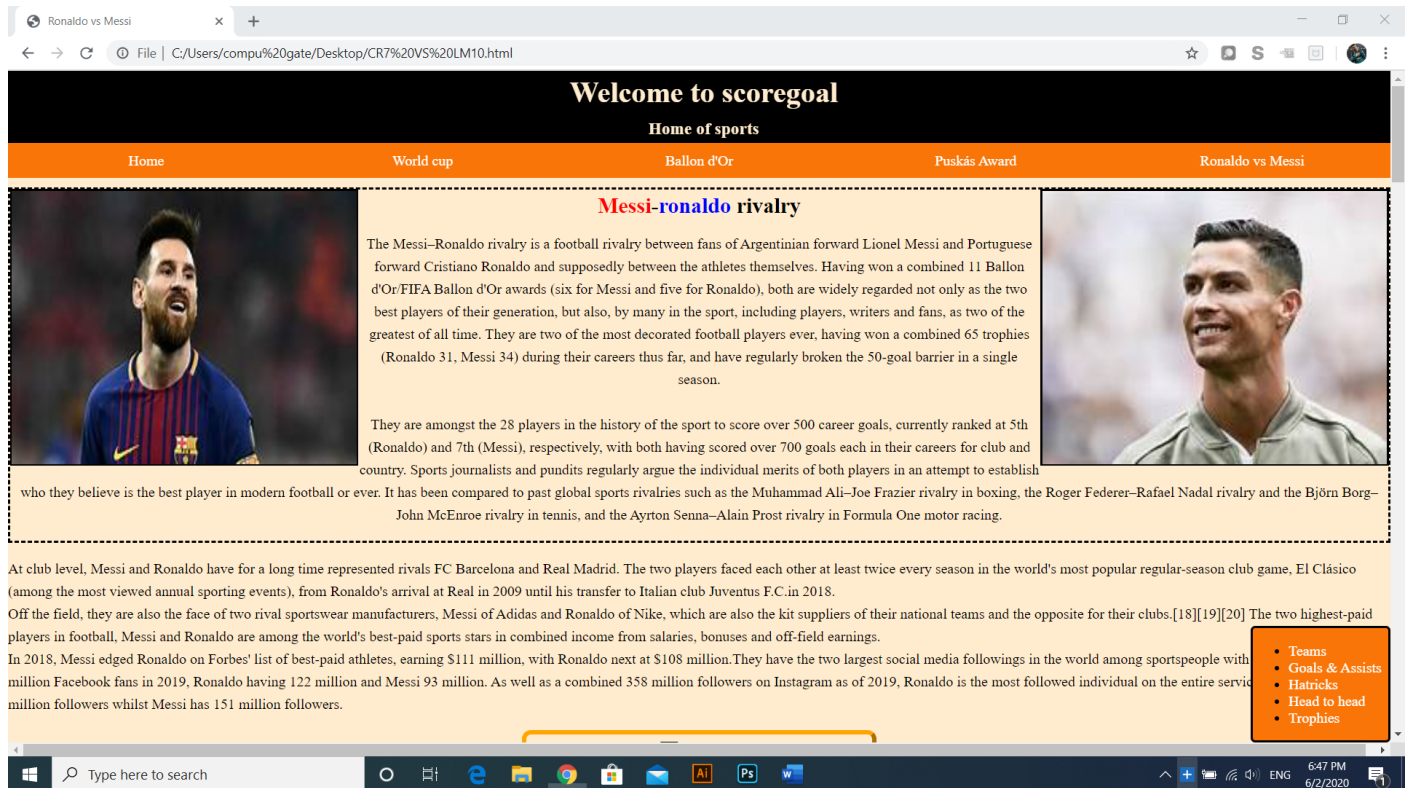 Ronaldo vs Messi
File | C:/Users/compu%20gate/Desktop/CR7%20VS%20LM10.html
Welcome to scoregoal
Home of sports
Home World cup Ballon d'Or Puskás Award Ronaldo vs Messi
Messi-ronaldo rivalry
The Messi–Ronaldo rivalry is a football rivalry between fans of Argentinian forward Lionel Messi and Portuguese
forward Cristiano Ronaldo and supposedly between the athletes themselves. Having won a combined 11 Ballon
d'Or/FIFA Ballon d'Or awards (six for Messi and five for Ronaldo), both are widely regarded not only as the two
best players of their generation, but also, by many in the sport, including players, writers and fans, as two of the
greatest of all time. They are two of the most decorated football players ever, having won a combined 65 trophies
(Ronaldo 31, Messi 34) during their careers thus far, and have regularly broken the 50-goal barrier in a single
season.
They are amongst the 28 players in the history of the sport to score over 500 career goals, currently ranked at 5th
(Ronaldo) and 7th (Messi), respectively, with both having scored over 700 goals each in their careers for club and
country. Sports journalists and pundits regularly argue the individual merits of both players in an attempt to establish
who they believe is the best player in modern football or ever. It has been compared to past global sports rivalries such as the Muhammad Ali–Joe Frazier rivalry in boxing, the Roger Federer–Rafael Nadal rivalry and the Björn Borg–
John McEnroe rivalry in tennis, and the Ayrton Senna–Alain Prost rivalry in Formula One motor racing.
At club level, Messi and Ronaldo have for a long time represented rivals FC Barcelona and Real Madrid. The two players faced each other at least twice every season in the world's most popular regular-season club game, El Clásico
(among the most viewed annual sporting events), from Ronaldo's arrival at Real in 2009 until his transfer to Italian club Juventus F.C.in 2018.
Off the field, they are also the face of two rival sportswear manufacturers, Messi of Adidas and Ronaldo of Nike, which are also the kit suppliers of their national teams and the opposite for their clubs.[18][19][20] The two highest-paid
players in football, Messi and Ronaldo are among the world's best-paid sports stars in combined income from salaries, bonuses and off-field earnings.
In 2018, Messi edged Ronaldo on Forbes' list of best-paid athletes, earning $111 million, with Ronaldo next at $108 million.They have the two largest social media followings in the world among sportspeople with
million Facebook fans in 2019, Ronaldo having 122 million and Messi 93 million. As well as a combined 358 million followers on Instagram as of 2019, Ronaldo is the most followed individual on the entire
million followers whilst Messi has 151 million followers.
Teams
Goals & Assists
Hatricks
Head to head
Trophies
Type here to search
Ai Ps
ENG
6:47 PM
6/2/2020
1